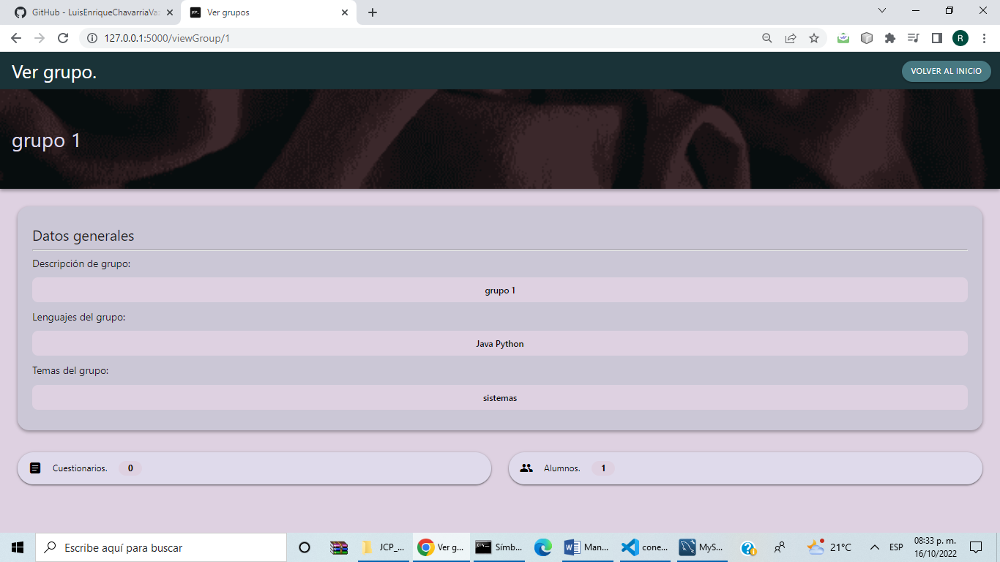 GitHub - LuisEnriqueChavarriaVa
JCP_ Ver grupos
127.0.0.1:5000/viewGroup/1
R
Ver grupo.
VOLVER AL INICIO
grupo 1
Datos generales
Descripción de grupo:
grupo 1
Lenguajes del grupo:
Java Python
Temas del grupo:
sistemas
Cuestionarios. 0
Alumnos. 1
Escribe aquí para buscar
JCP_...
Ver g...
Símb...
Man...
cone...
MyS...
21°C
ESP
08:33 p. m.
16/10/2022